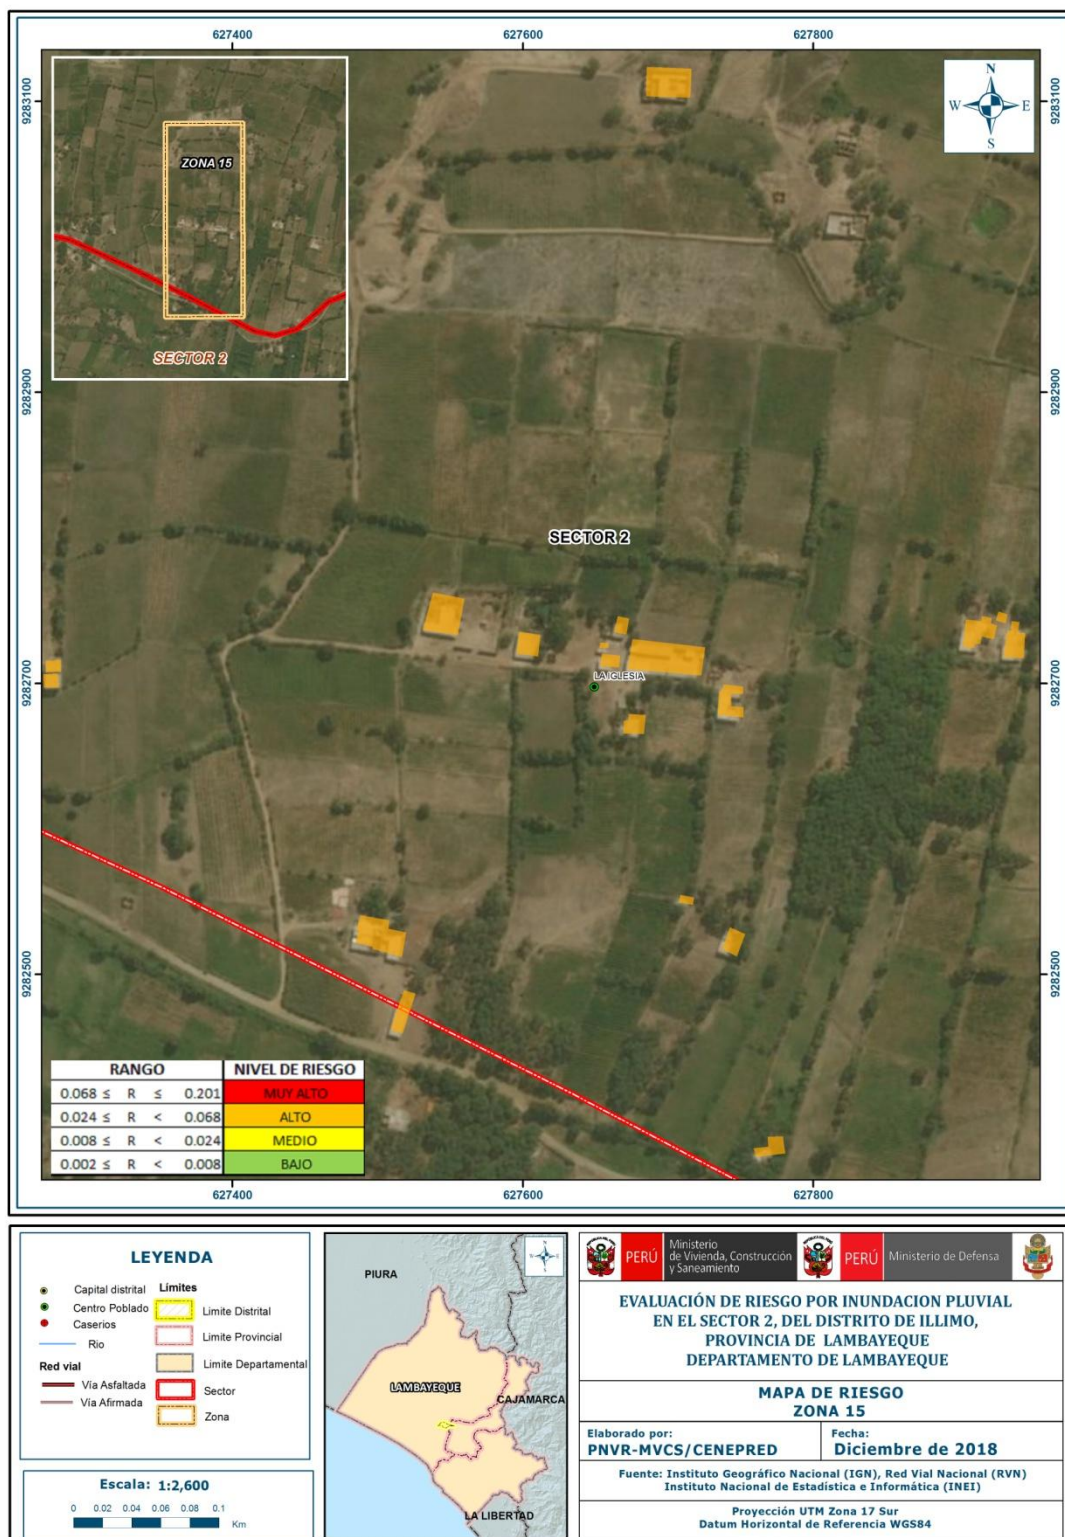 627400
627600
627800
9283100
9282900
9282700
9282500
9283100
9282900
9282700
9282500
ZONA 15
SECTOR 2
N
W E
S
SECTOR 2
LA IGLESIA
RANGO NIVEL DE RIESGO
0.068 ≤ R ≤ 0.201 MUY ALTO
0.024 ≤ R < 0.068 ALTO
0.008 ≤ R < 0.024 MEDIO
0.002 ≤ R < 0.008 BAJO
627400
627600
627800
LEYENDA
Capital distrital
Centro Poblado
Caserios
Rio
Red vial
Vía Asfaltada
Vía Afirmada
Límites
Limite Distrital
Limite Provincial
Limite Departamental
Sector
Zona
Escala: 1:2,600
0 0.02 0.04 0.06 0.08 0.1
Km
PIURA
N
W E
S
LAMBAYEQUE
CAJAMARCA
LA LIBERTAD
PERÚ
Ministerio
de Vivienda, Construcción
y Saneamiento
PERÚ
Ministerio de Defensa
EVALUACIÓN DE RIESGO POR INUNDACION PLUVIAL
EN EL SECTOR 2, DEL DISTRITO DE ILLIMO,
PROVINCIA DE LAMBAYEQUE
DEPARTAMENTO DE LAMBAYEQUE
MAPA DE RIESGO
ZONA 15
Elaborado por:
PNVR-MVCS/CENEPRED
Fecha:
Diciembre de 2018
Fuente: Instituto Geográfico Nacional (IGN), Red Vial Nacional (RVN)
Instituto Nacional de Estadistica e Informática (INEI)
Proyección UTM Zona 17 Sur
Datum Horizontal de Referencia WGS84